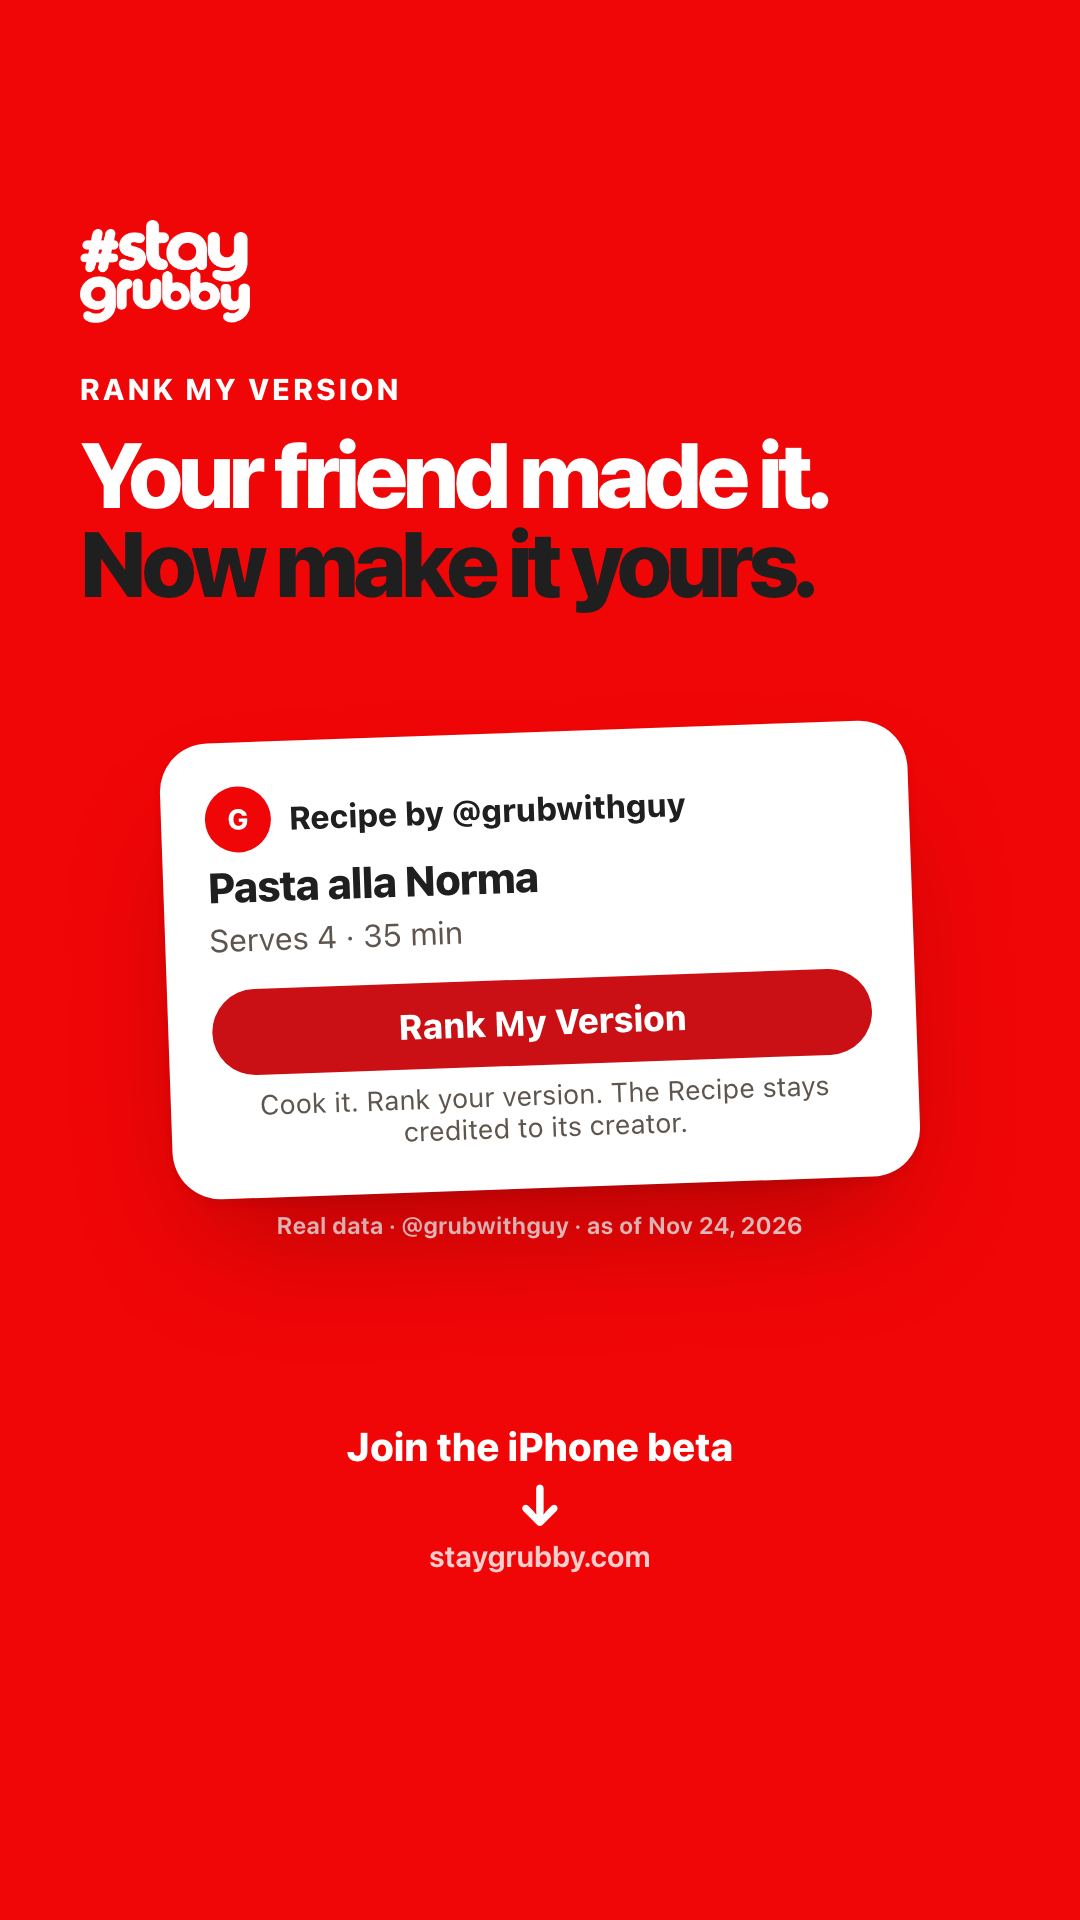 #stay
grubby
RANK MY VERSION
Your friend made it.
Now make it yours.
G
Recipe by @grubwithguy
Pasta alla Norma
Serves 4 · 35 min
Rank My Version
Cook it. Rank your version. The Recipe stays
credited to its creator.
Real data · @grubwithguy · as of Nov 24, 2026
Join the iPhone beta
↓
staygrubby.com